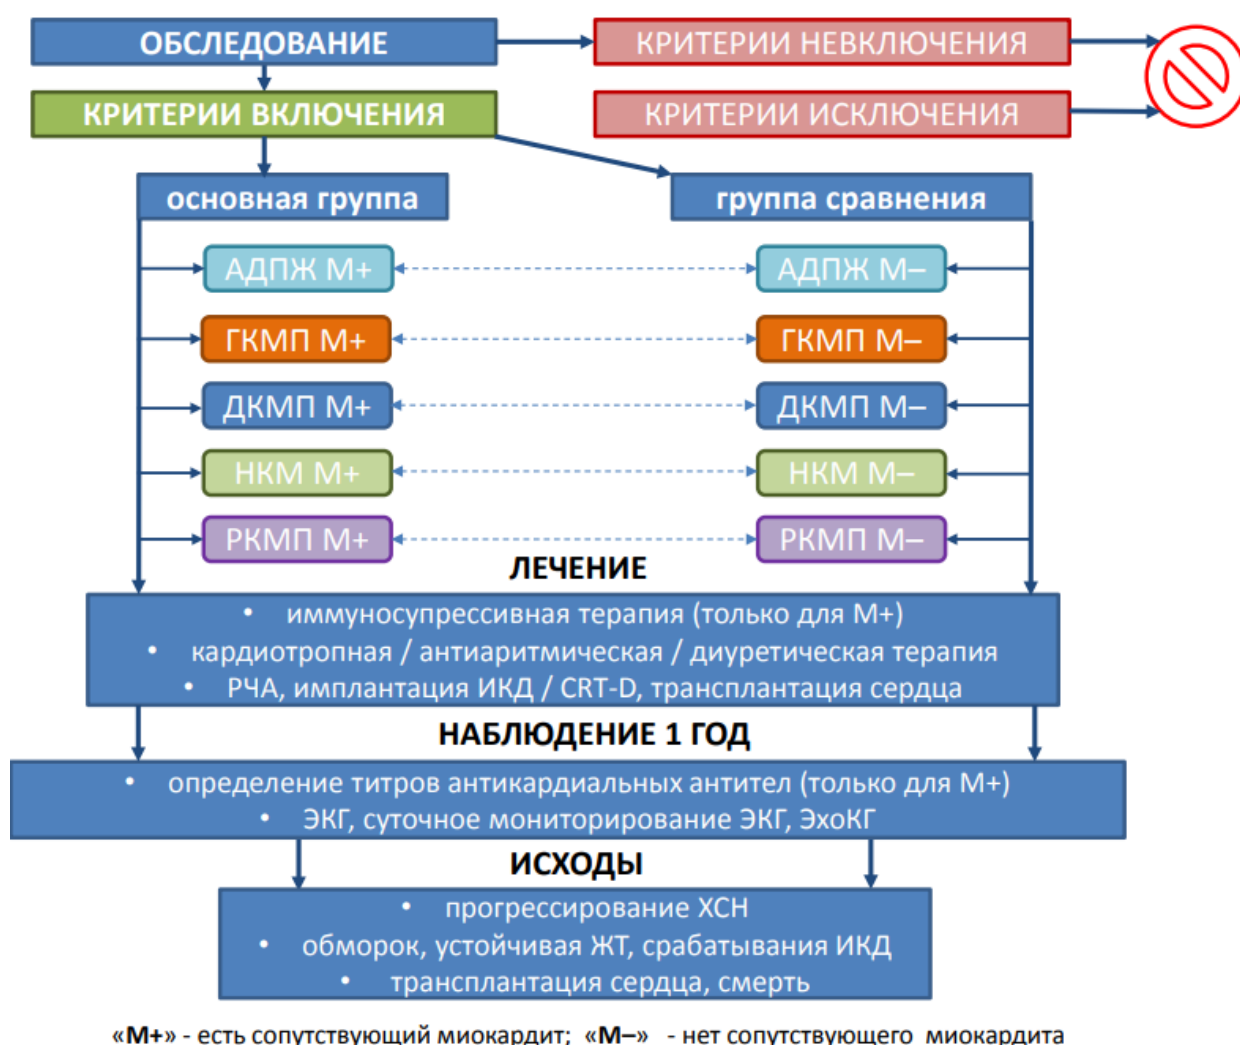 ОБСЛЕДОВАНИЕ
КРИТЕРИИ НЕВКЛЮЧЕНИЯ
КРИТЕРИИ ВКЛЮЧЕНИЯ
КРИТЕРИИ ИСКЛЮЧЕНИЯ
основная группа
группа сравнения
АДПЖ М+
АДПЖ М–
ГКМП М+
ГКМП М–
ДКМП М+
ДКМП М–
НКМ М+
НКМ М–
РКМП М+
РКМП М–
ЛЕЧЕНИЕ
• иммуносупрессивная терапия (только для М+)
• кардиотропная / антиаритмическая / диуретическая терапия
• РЧА, имплантация ИКД / CRT-D, трансплантация сердца
НАБЛЮДЕНИЕ 1 ГОД
• определение титров антикардиальных антител (только для М+)
• ЭКГ, суточное мониторирование ЭКГ, ЭхоКГ
ИСХОДЫ
• прогрессирование ХСН
• обморок, устойчивая ЖТ, срабатывания ИКД
• трансплантация сердца, смерть
«М+» - есть сопутствующий миокардит; «М–» - нет сопутствующего миокардита